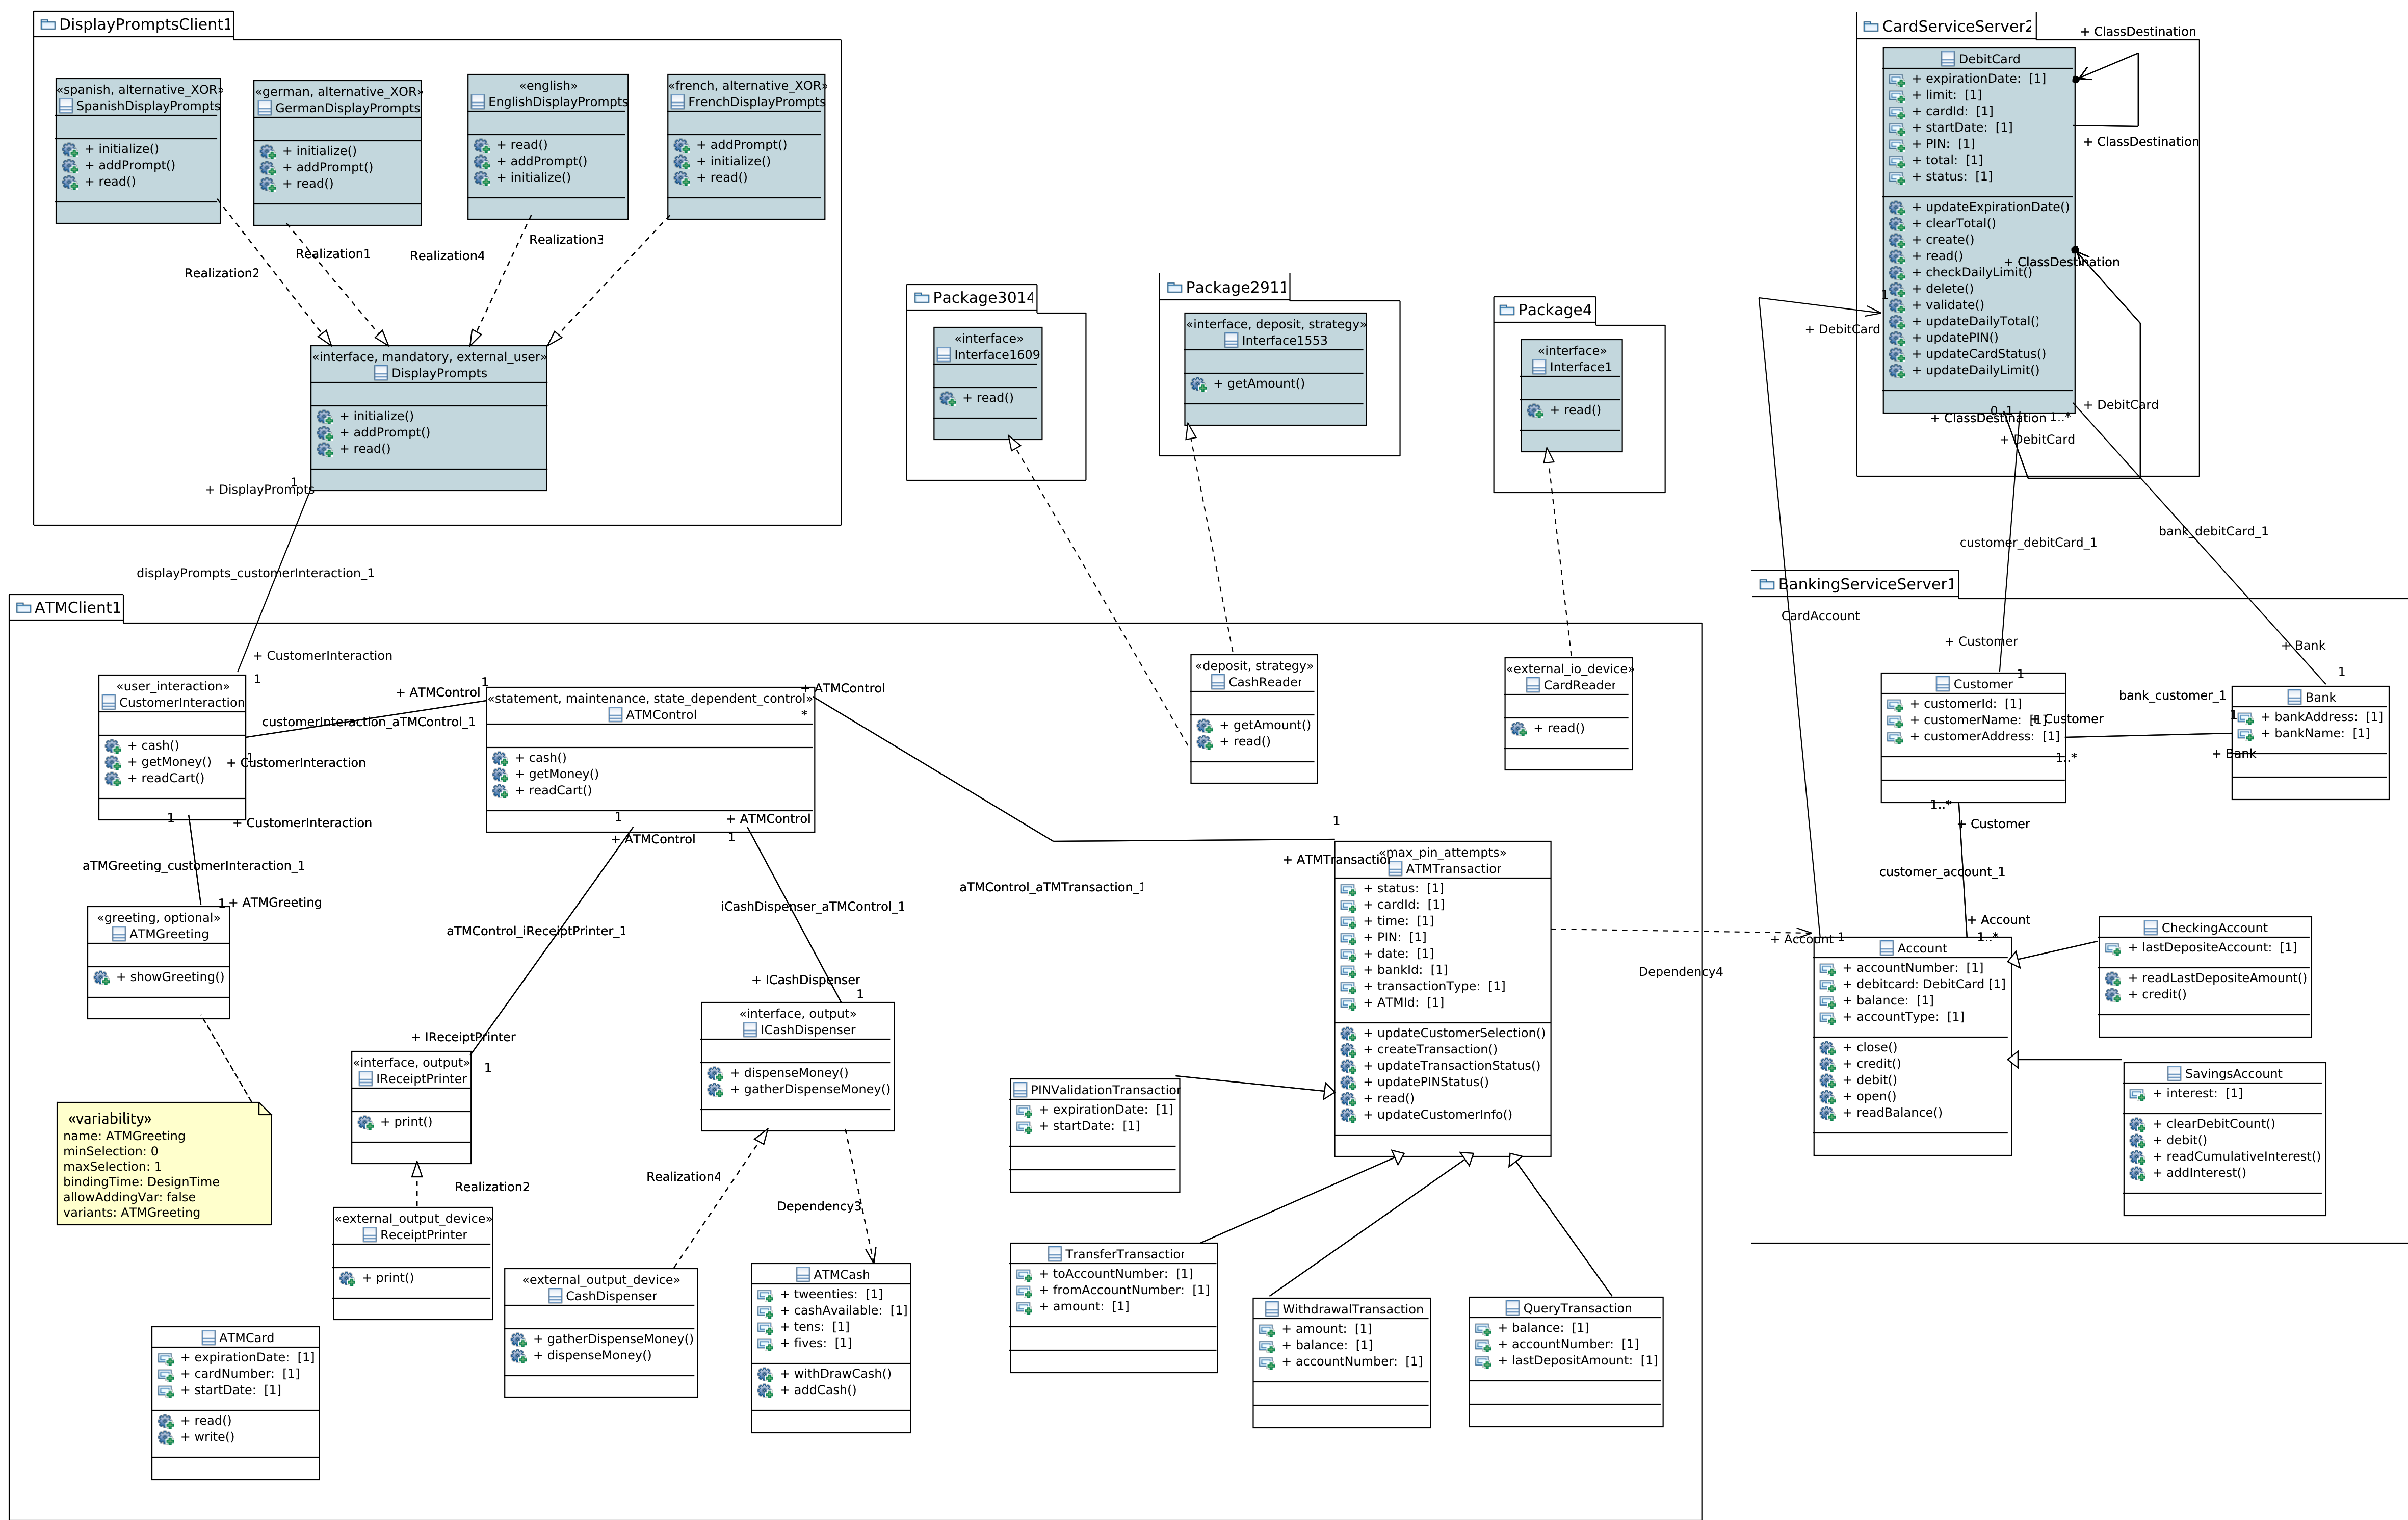 DisplayPromptsClient1
«spanish, alternative_XOR»
SpanishDisplayPrompts
+ initialize()
+ addPrompt()
+ read()
«german, alternative_XOR»
GermanDisplayPrompts
+ initialize()
+ addPrompt()
+ read()
«english»
EnglishDisplayPrompts
+ read()
+ addPrompt()
+ initialize()
«french, alternative_XOR»
FrenchDisplayPrompts
+ addPrompt()
+ initialize()
+ read()
Realization2
Realization1
Realization4
Realization3
«interface, mandatory, external_user»
DisplayPrompts
+ initialize()
+ addPrompt()
+ read()
1
+ DisplayPrompts
displayPrompts_customerInteraction_1
+ CustomerInteraction
1
Package3014
«interface»
Interface1609
+ read()
Package2911
«interface, deposit, strategy»
Interface1553
+ getAmount()
Package4
«interface»
Interface1
+ read()
CardServiceServer2
DebitCard
+ expirationDate: [1]
+ limit: [1]
+ cardId: [1]
+ startDate: [1]
+ PIN: [1]
+ total: [1]
+ status: [1]
+ updateExpirationDate()
+ clearTotal()
+ create()
+ read()
+ checkDailyLimit()
+ delete()
+ validate()
+ updateDailyTotal()
+ updatePIN()
+ updateCardStatus()
+ updateDailyLimit()
+ ClassDestination
+ ClassDestination
+ ClassDestination
+ ClassDestination
1
+ DebitCard
+ DebitCard
0..1
1..*
+ DebitCard
customer_debitCard_1
bank_debitCard_1
ATMClient1
«user_interaction»
CustomerInteraction
+ cash()
+ getMoney()
+ readCart()
1
+ ATMControl
customerInteraction_aTMControl_1
1
+ CustomerInteraction
1
+ CustomerInteraction
aTMGreeting_customerInteraction_1
1
+ ATMGreeting
«greeting, optional»
ATMGreeting
+ showGreeting()
«variability»
name: ATMGreeting
minSelection: 0
maxSelection: 1
bindingTime: DesignTime
allowAddingVar: false
variants: ATMGreeting
«statement, maintenance, state_dependent_control»
ATMControl
+ cash()
+ getMoney()
+ readCart()
+ ATMControl
*
1
+ ATMControl
+ ATMControl
1
aTMControl_iReceiptPrinter_1
iCashDispenser_aTMControl_1
aTMControl_aTMTransaction_1
+ IReceiptPrinter
1
+ ICashDispenser
1
«interface, output»
IReceiptPrinter
+ print()
Realization2
«external_output_device»
ReceiptPrinter
+ print()
«interface, output»
ICashDispenser
+ dispenseMoney()
+ gatherDispenseMoney()
Realization4
Dependency3
«external_output_device»
CashDispenser
+ gatherDispenseMoney()
+ dispenseMoney()
ATMCash
+ tweenties: [1]
+ cashAvailable: [1]
+ tens: [1]
+ fives: [1]
+ withDrawCash()
+ addCash()
ATMCard
+ expirationDate: [1]
+ cardNumber: [1]
+ startDate: [1]
+ read()
+ write()
«deposit, strategy»
CashReader
+ getAmount()
+ read()
«external_io_device»
CardReader
+ read()
1
+ ATMTransaction
«max_pin_attempts»
ATMTransaction
+ status: [1]
+ cardId: [1]
+ time: [1]
+ PIN: [1]
+ date: [1]
+ bankId: [1]
+ transactionType: [1]
+ ATMId: [1]
+ updateCustomerSelection()
+ createTransaction()
+ updateTransactionStatus()
+ updatePINStatus()
+ read()
+ updateCustomerInfo()
PINValidationTransaction
+ expirationDate: [1]
+ startDate: [1]
TransferTransaction
+ toAccountNumber: [1]
+ fromAccountNumber: [1]
+ amount: [1]
WithdrawalTransaction
+ amount: [1]
+ balance: [1]
+ accountNumber: [1]
QueryTransaction
+ balance: [1]
+ accountNumber: [1]
+ lastDepositAmount: [1]
Dependency4
BankingServiceServer1
CardAccount
+ Customer
1
+ Bank
1
Customer
+ customerId: [1]
+ customerName: [1]
+ customerAddress: [1]
bank_customer_1
+ Customer
1..*
1
+ Bank
Bank
+ bankAddress: [1]
+ bankName: [1]
1..*
+ Customer
customer_account_1
+ Account
1..*
+ Account
1
Account
+ accountNumber: [1]
+ debitcard: DebitCard [1]
+ balance: [1]
+ accountType: [1]
+ close()
+ credit()
+ debit()
+ open()
+ readBalance()
CheckingAccount
+ lastDepositeAccount: [1]
+ readLastDepositeAmount()
+ credit()
SavingsAccount
+ interest: [1]
+ clearDebitCount()
+ debit()
+ readCumulativeInterest()
+ addInterest()